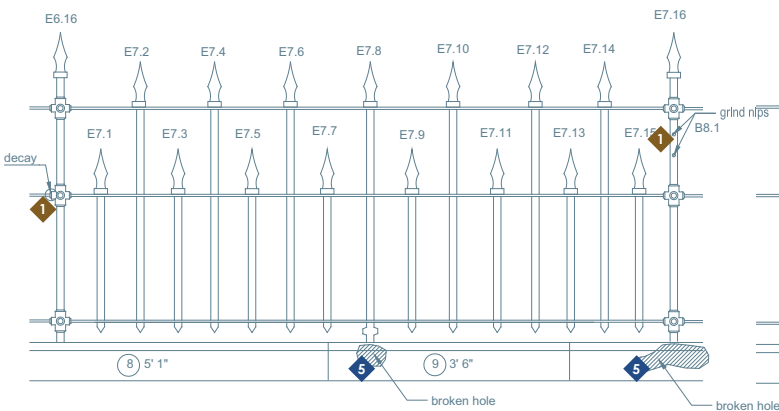 E6.16
E7.16
E7.2
E7.4
E7.6
E7.8
E7.10
E7.12
E7.14
grInd nIps
B8.1
E7.1
E7.3
E7.5
E7.7
E7.9
E7.11
E7.13
E7.15
1
decay
1
8 5' 1"
5
9 3' 6"
5
broken hole
broken hole